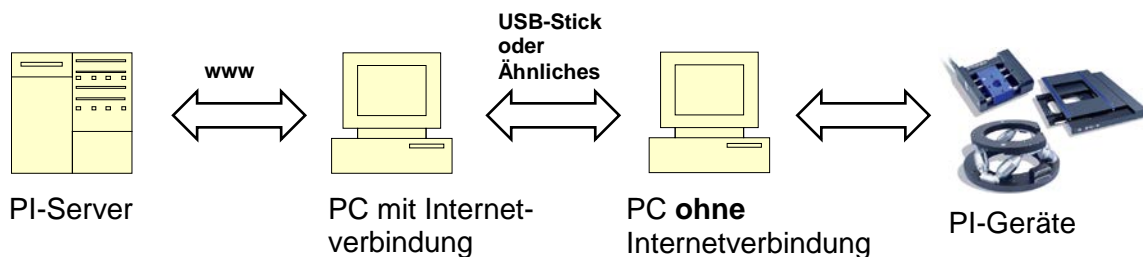 USB-Stick
oder
Ähnliches
www
PI-Server
PC mit Internet-
verbindung
PC ohne
Internetverbindung
PI-Geräte